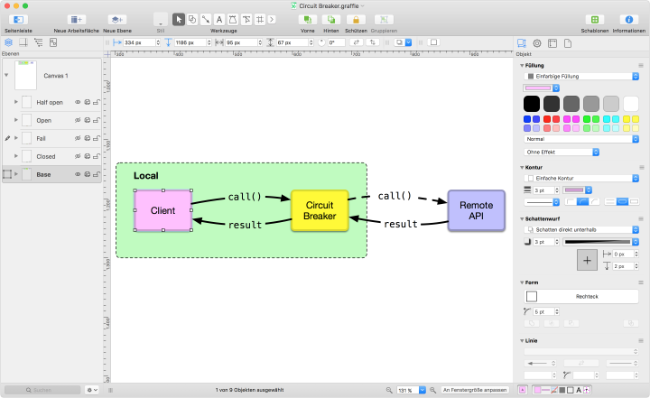 Circuit Breaker.graffle
Seitenleiste
Neue Arbeitsfläche
Neue Ebene
Stil
Werkzeuge
Vorne
Hinten
Schützen
Gruppieren
Schablonen
Informationen
334 px
1198 px
95 px
67 px
0°
Objekt
Ebenen
Canvas 1
Half open
Open
Fail
Closed
Base
Local
Client
call()
result
Circuit
Breaker
call()
result
Remote
API
Füllung
Einfarbige Füllung
Normal
Ohne Effekt
Kontur
Einfache Kontur
3 pt
Schattenwurf
Schatten direkt unterhalb
3 pt
0 px
2 px
Form
Rechteck
5 pt
Linie
Suchen
1 von 9 Objekten ausgewählt
131 %
An Fenstergröße anpassen